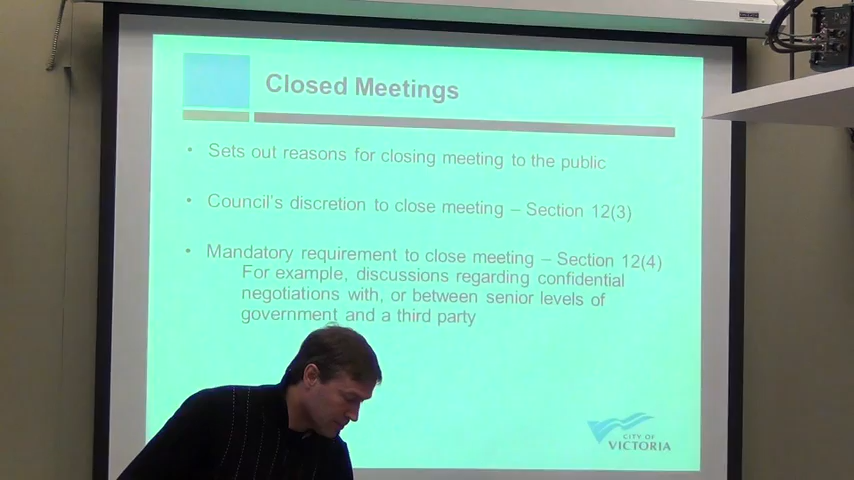 Closed Meetings
• Sets out reasons for closing meeting to the public
• Council's discretion to close meeting – Section 12(3)
• Mandatory requirement to close meeting – Section 12(4)
For example, discussions regarding confidential
negotiations with, or between senior levels of
government and a third party
CITY OF
VICTORIA